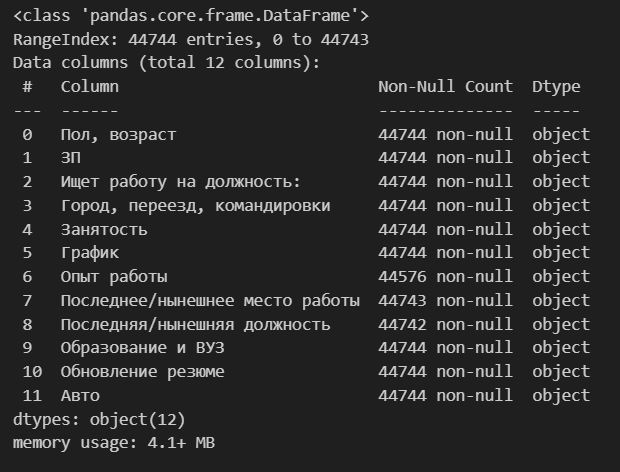 <class 'pandas.core.frame.DataFrame'>
RangeIndex: 44744 entries, 0 to 44743
Data columns (total 12 columns):
 #   Column                          Non-Null Count  Dtype
---  ------                          --------------  -----
 0   Пол, возраст                    44744 non-null  object
 1   ЗП                              44744 non-null  object
 2   Ищет работу на должность:       44744 non-null  object
 3   Город, переезд, командировки    44744 non-null  object
 4   Занятость                       44744 non-null  object
 5   График                          44744 non-null  object
 6   Опыт работы                     44576 non-null  object
 7   Последнее/нынешнее место работы  44743 non-null  object
 8   Последняя/нынешняя должность    44742 non-null  object
 9   Образование и ВУЗ               44744 non-null  object
 10  Обновление резюме               44744 non-null  object
 11  Авто                            44744 non-null  object
dtypes: object(12)
memory usage: 4.1+ MB